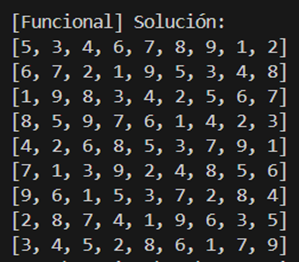 [Funcional] Solución:
[5, 3, 4, 6, 7, 8, 9, 1, 2]
[6, 7, 2, 1, 9, 5, 3, 4, 8]
[1, 9, 8, 3, 4, 2, 5, 6, 7]
[8, 5, 9, 7, 6, 1, 4, 2, 3]
[4, 2, 6, 8, 5, 3, 7, 9, 1]
[7, 1, 3, 9, 2, 4, 8, 5, 6]
[9, 6, 1, 5, 3, 7, 2, 8, 4]
[2, 8, 7, 4, 1, 9, 6, 3, 5]
[3, 4, 5, 2, 8, 6, 1, 7, 9]